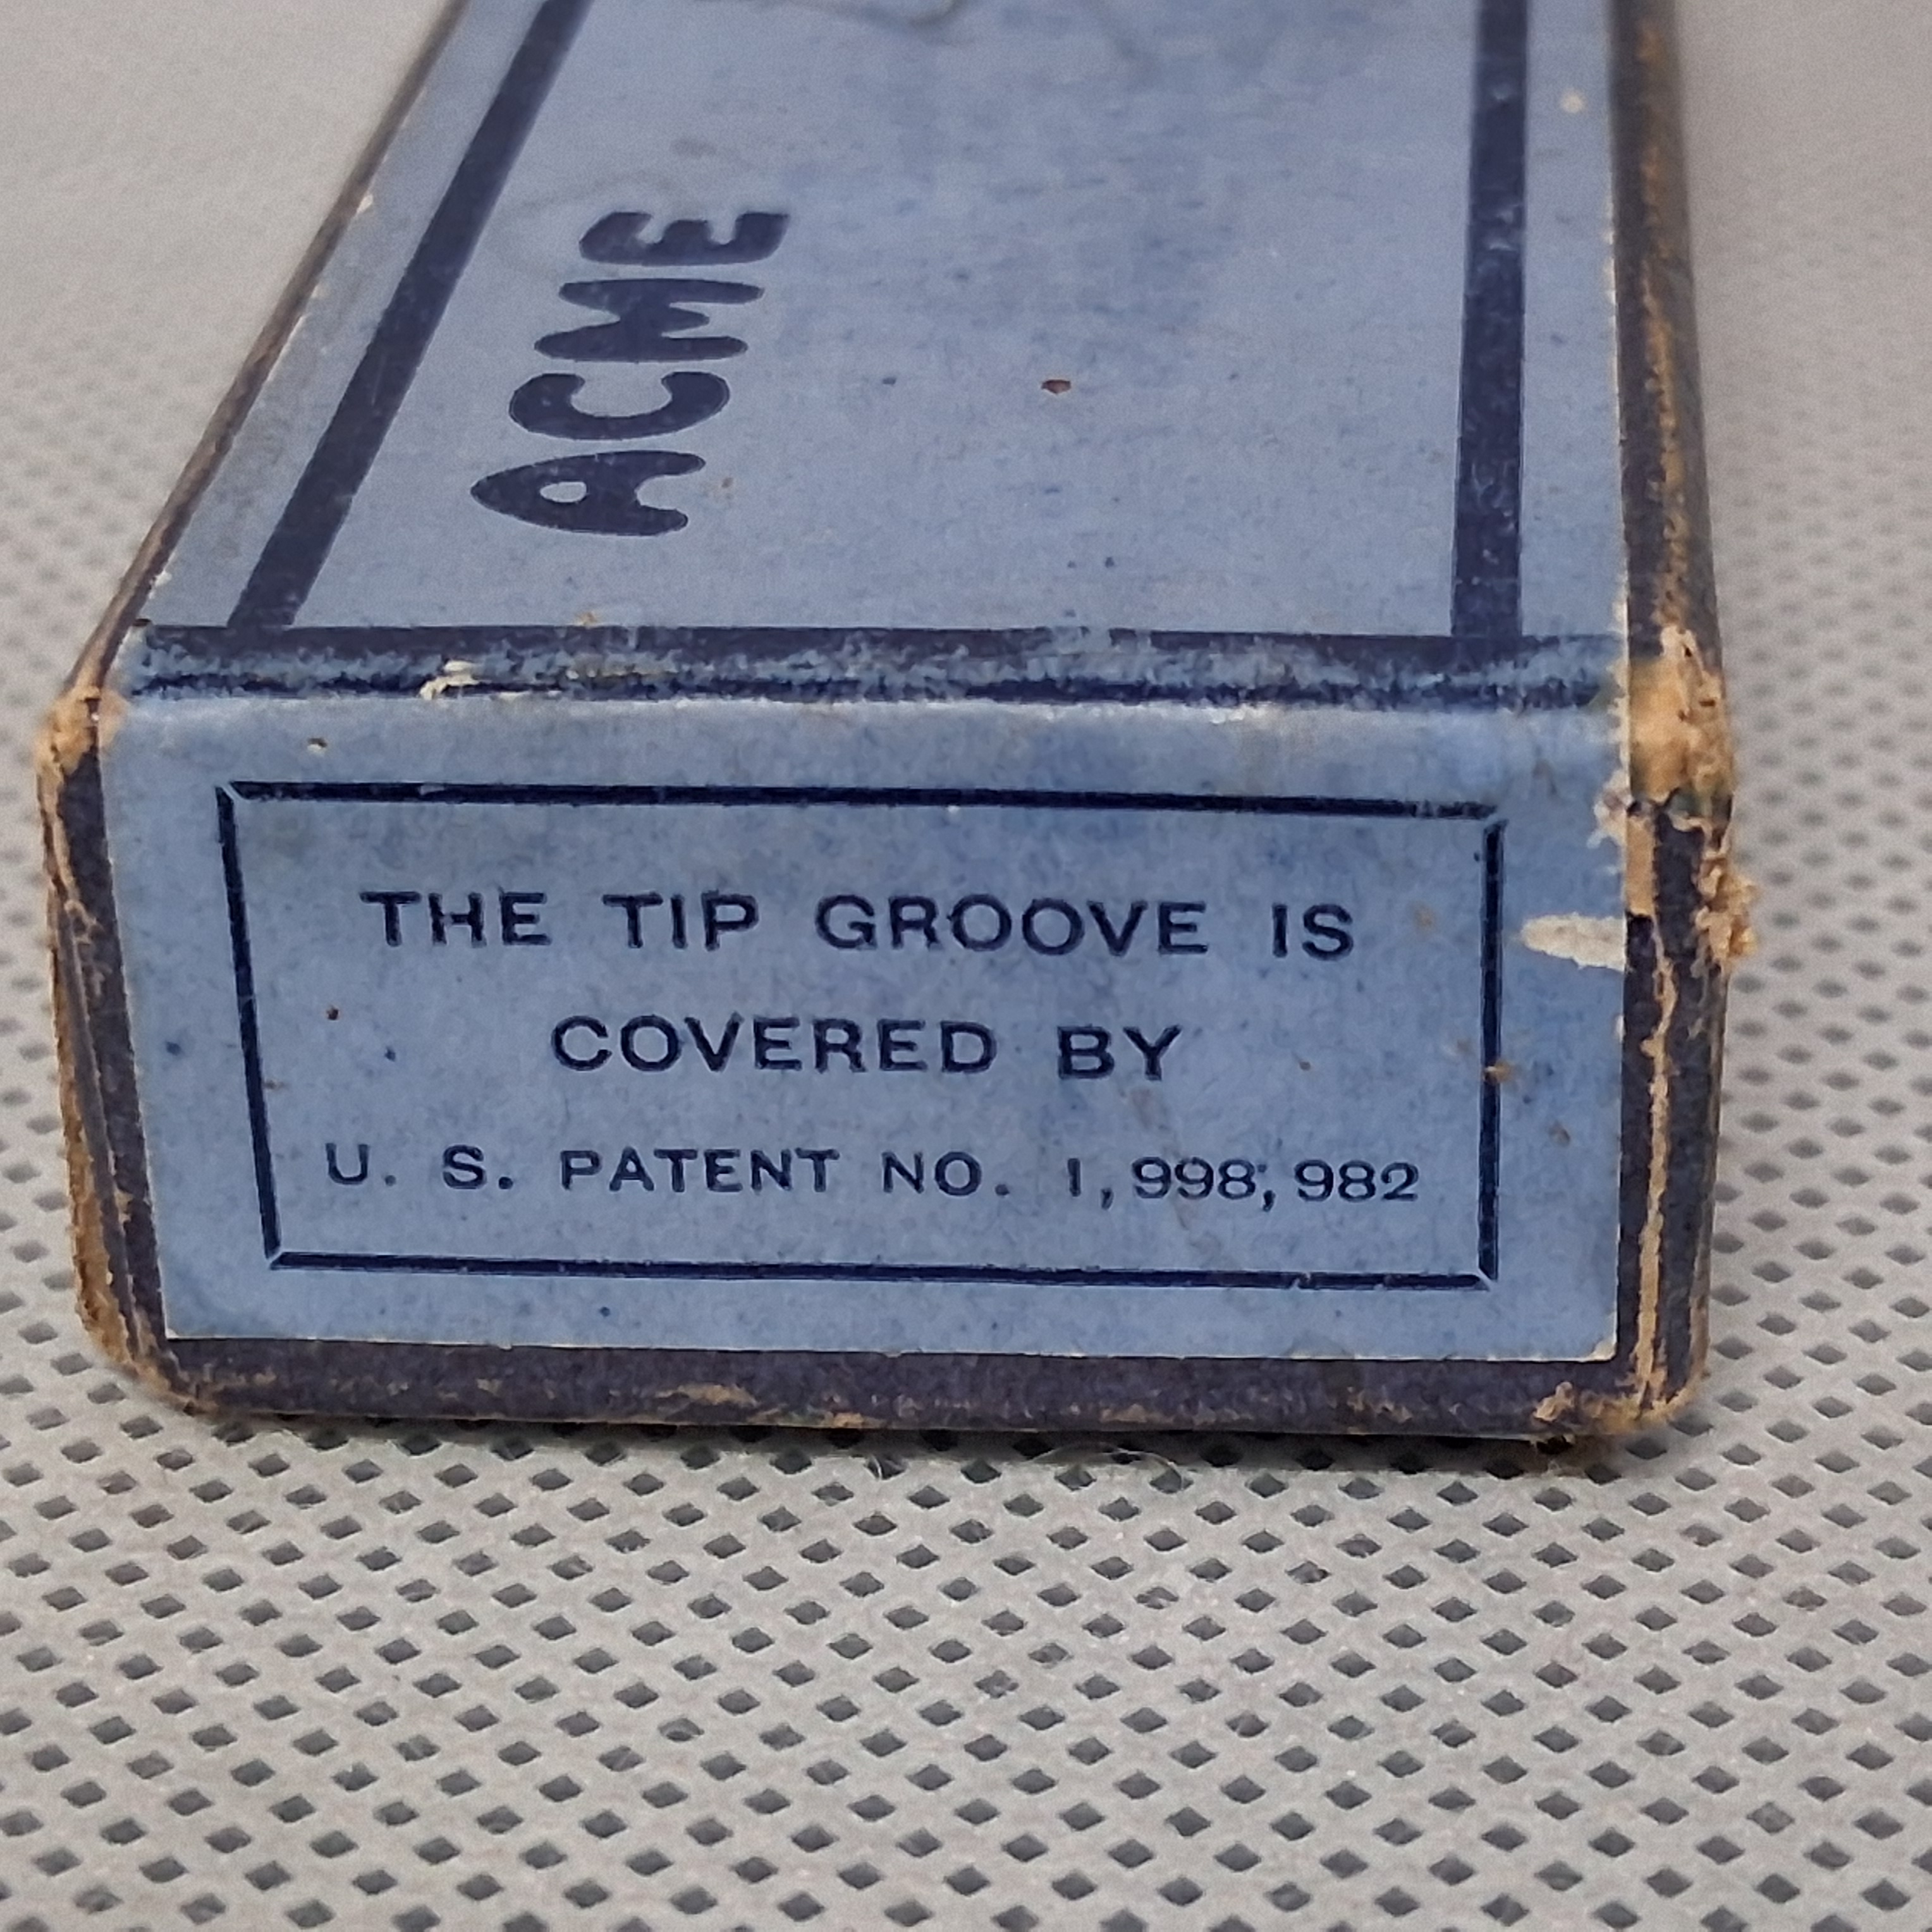 ACME
THE TIP GROOVE IS
COVERED BY
U. S. PATENT NO. 1,998,982